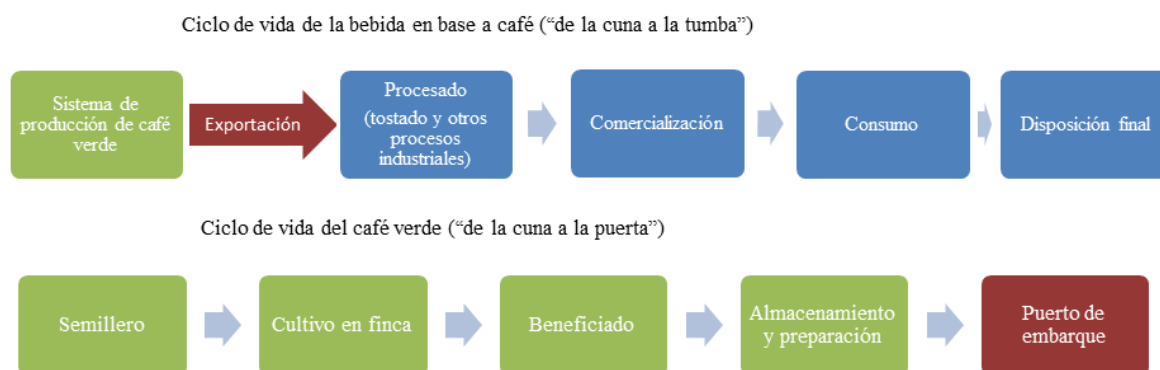 Ciclo de vida de la bebida en base a café (“de la cuna a la tumba”)
Sistema de
producción de café
verde
Exportación
Procesado
(tostado y otros
procesos
industriales)
Comercialización
Consumo
Disposición final
Ciclo de vida del café verde (“de la cuna a la puerta”)
Semillero
Cultivo en finca
Beneficiado
Almacenamiento
y preparación
Puerto de
embarque